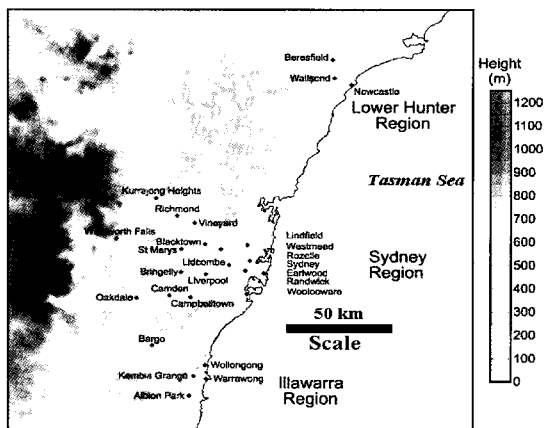 Beresfield
Wallsend
Newcastle
Lower Hunter
Region
Tasman Sea
Kurrajong Heights
Richmond
Vineyard
Wentworth Falls
Blacktown
St Marys
Lidcombe
Bringelly
Liverpool
Camden
Oakdale
Campbelltown
Lindfield
Westmead
Rozelle
Sydney
Earlwood
Randwick
Woolooware
Sydney
Region
50 km
Scale
Bargo
Wollongong
Kembla Grange
Warrawong
Albion Park
Illawarra
Region
Height
(m)
1200
1100
1000
900
800
700
600
500
400
300
200
100
0